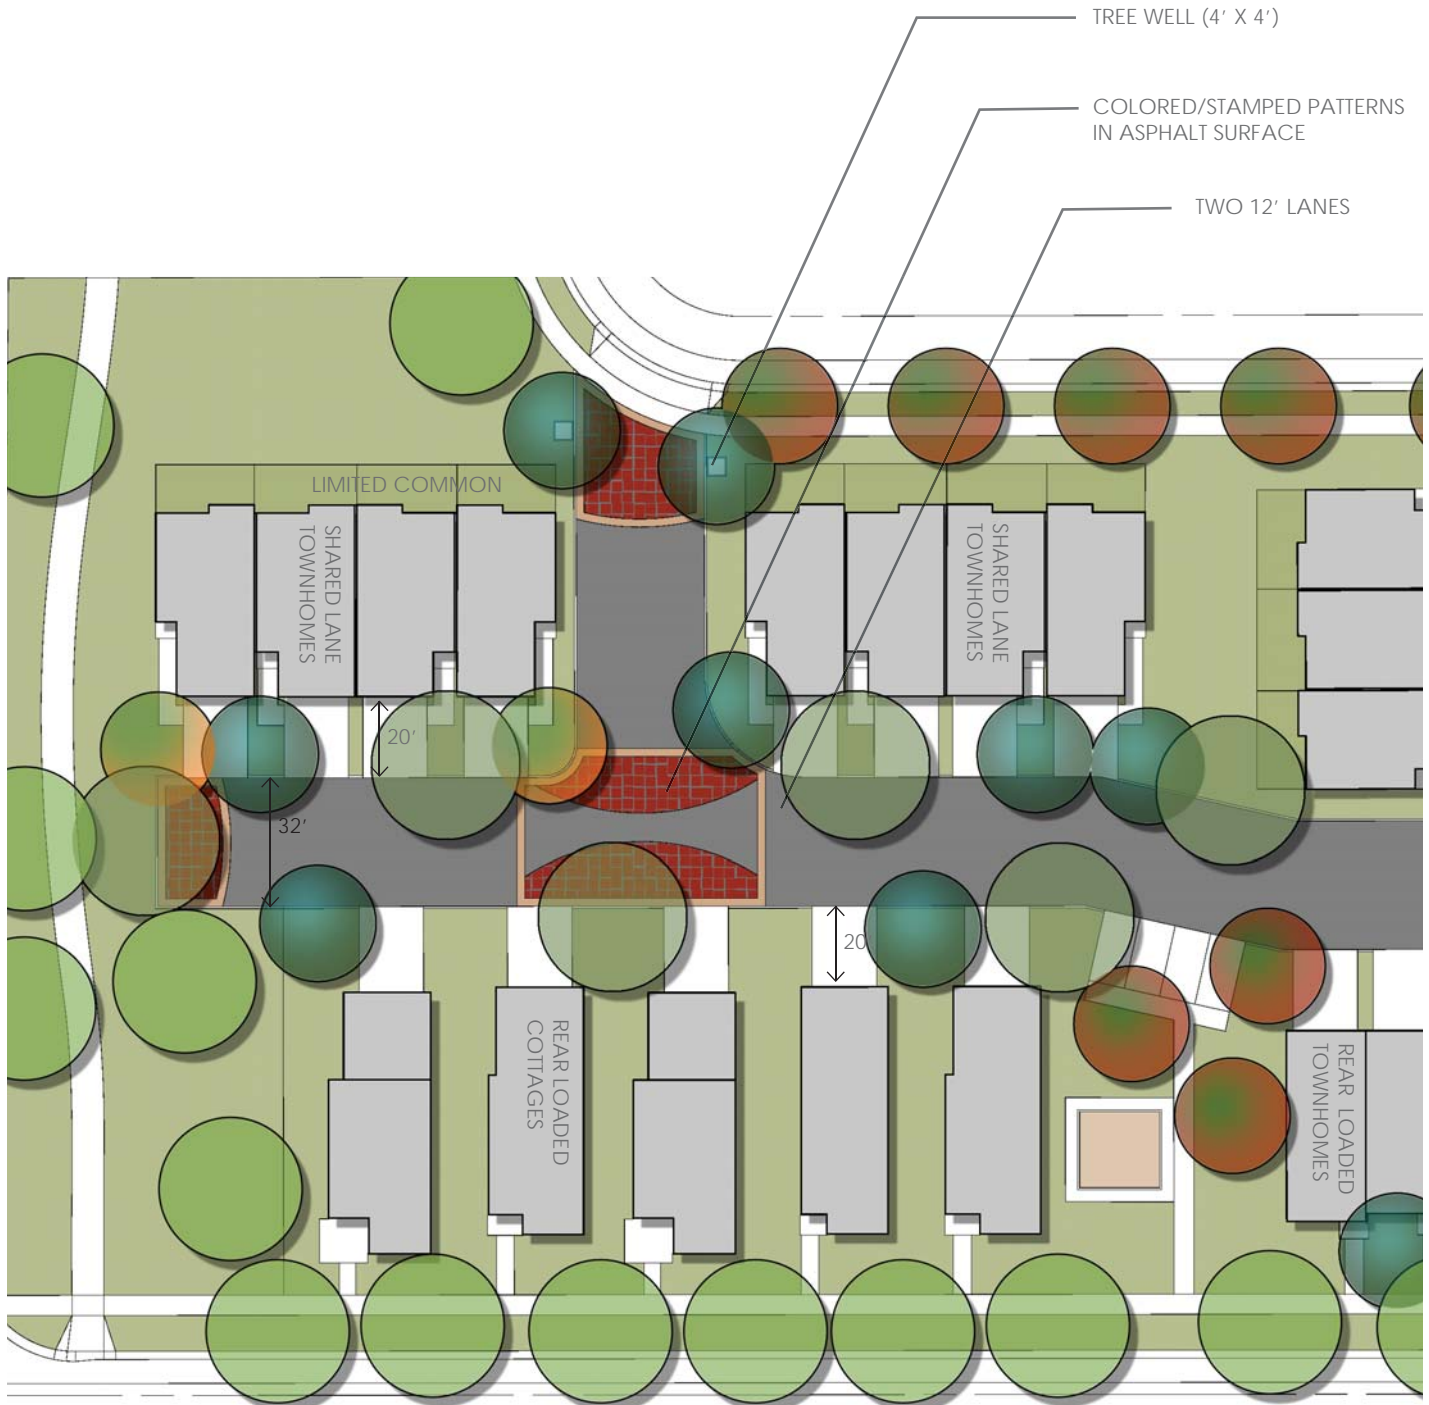 TREE WELL (4' X 4')
COLORED/STAMPED PATTERNS
IN ASPHALT SURFACE
TWO 12' LANES
LIMITED COMMON
SHARED LANE
TOWNHOMES
SHARED LANE
TOWNHOMES
20'
32'
20
REAR LOADED
COTTAGES
REAR LOADED
TOWNHOMES